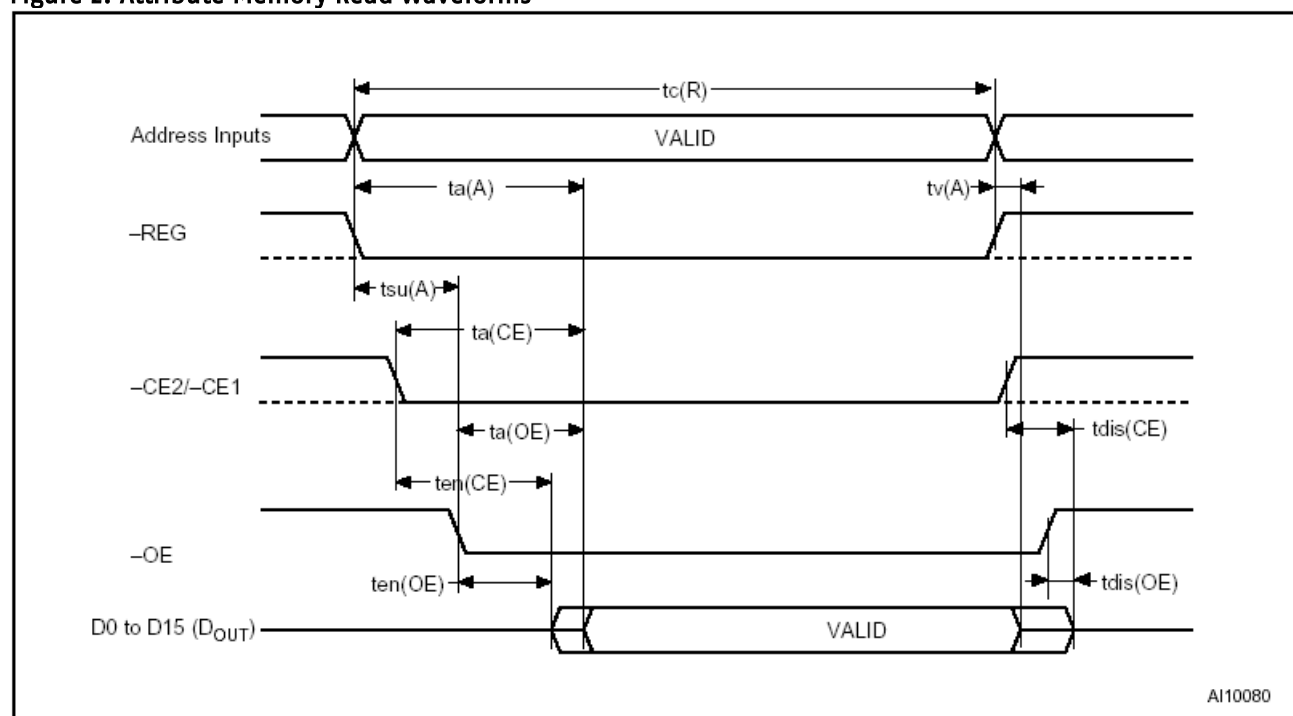 Figure 2. Attribute Memory Read Waveforms
tc(R)
Address Inputs
VALID
ta(A)
tv(A)
–REG
tsu(A)
ta(CE)
–CE2/–CE1
ta(OE)
tdis(CE)
ten(CE)
–OE
ten(OE)
tdis(OE)
D0 to D15 (DOUT)
VALID
AI10080